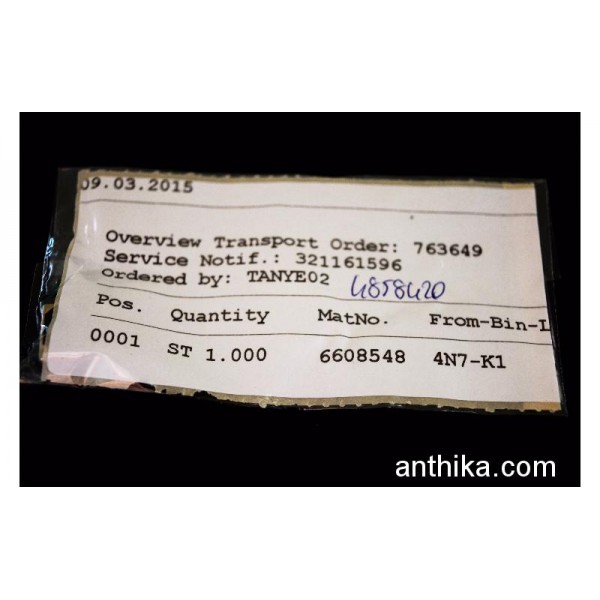 09.03.2015
Overview Transport Order: 763649
Service Notif.: 321161596
Ordered by: TANYE02 4858420
Pos. Quantity MatNo. From-Bin-L
0001 ST 1.000 6608548 4N7-K1
anthika.com